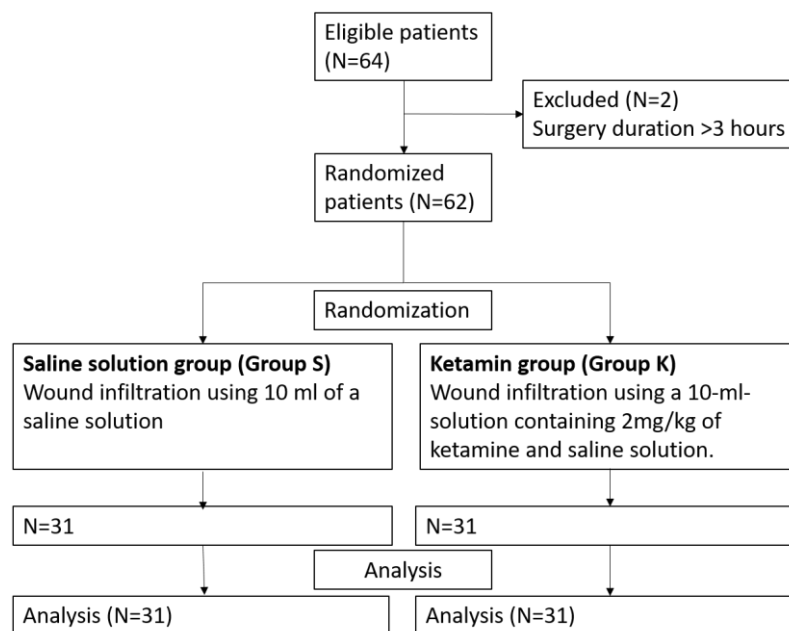 Eligible patients
(N=64)
Excluded (N=2)
Surgery duration >3 hours
Randomized
patients (N=62)
Randomization
Saline solution group (Group S)
Wound infiltration using 10 ml of a
saline solution
Ketamin group (Group K)
Wound infiltration using a 10-ml-
solution containing 2mg/kg of
ketamine and saline solution.
N=31
N=31
Analysis
Analysis (N=31)
Analysis (N=31)